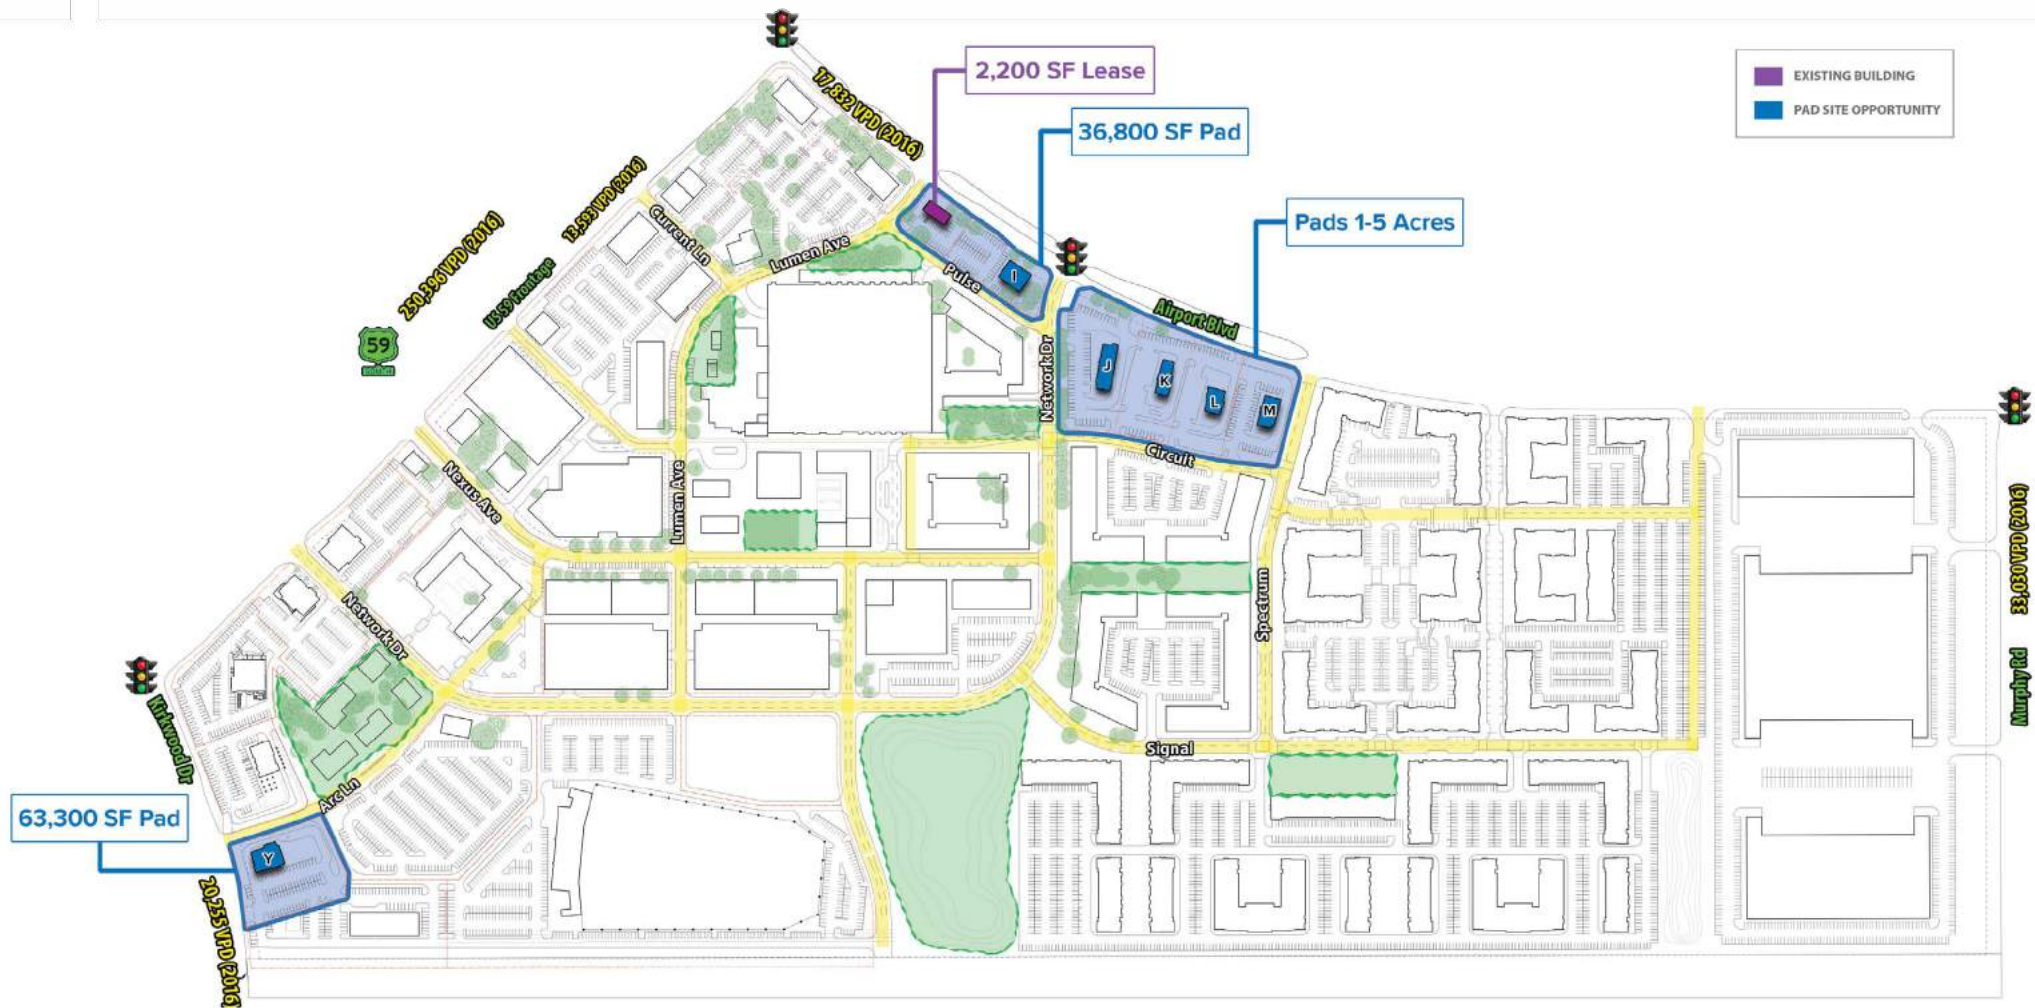 2,200 SF Lease
EXISTING BUILDING
PAD SITE OPPORTUNITY
17,832 VPD (2016)
36,800 SF Pad
13,593 VPD (2016)
Current Ln
Pads 1-5 Acres
250,396 VPD (2016)
US 59 Frontage
Lumen Ave
Pulse
I
Airport Blvd
59
Network Dr
J
K
L
M
Circuit
Nexus Ave
Lumen Ave
33,030 VPD (2016)
Spectrum
Network Dr
Murphy Rd
Kirkwood Dr
Signal
Arc Ln
63,300 SF Pad
Y
20,255 VPD (2016)